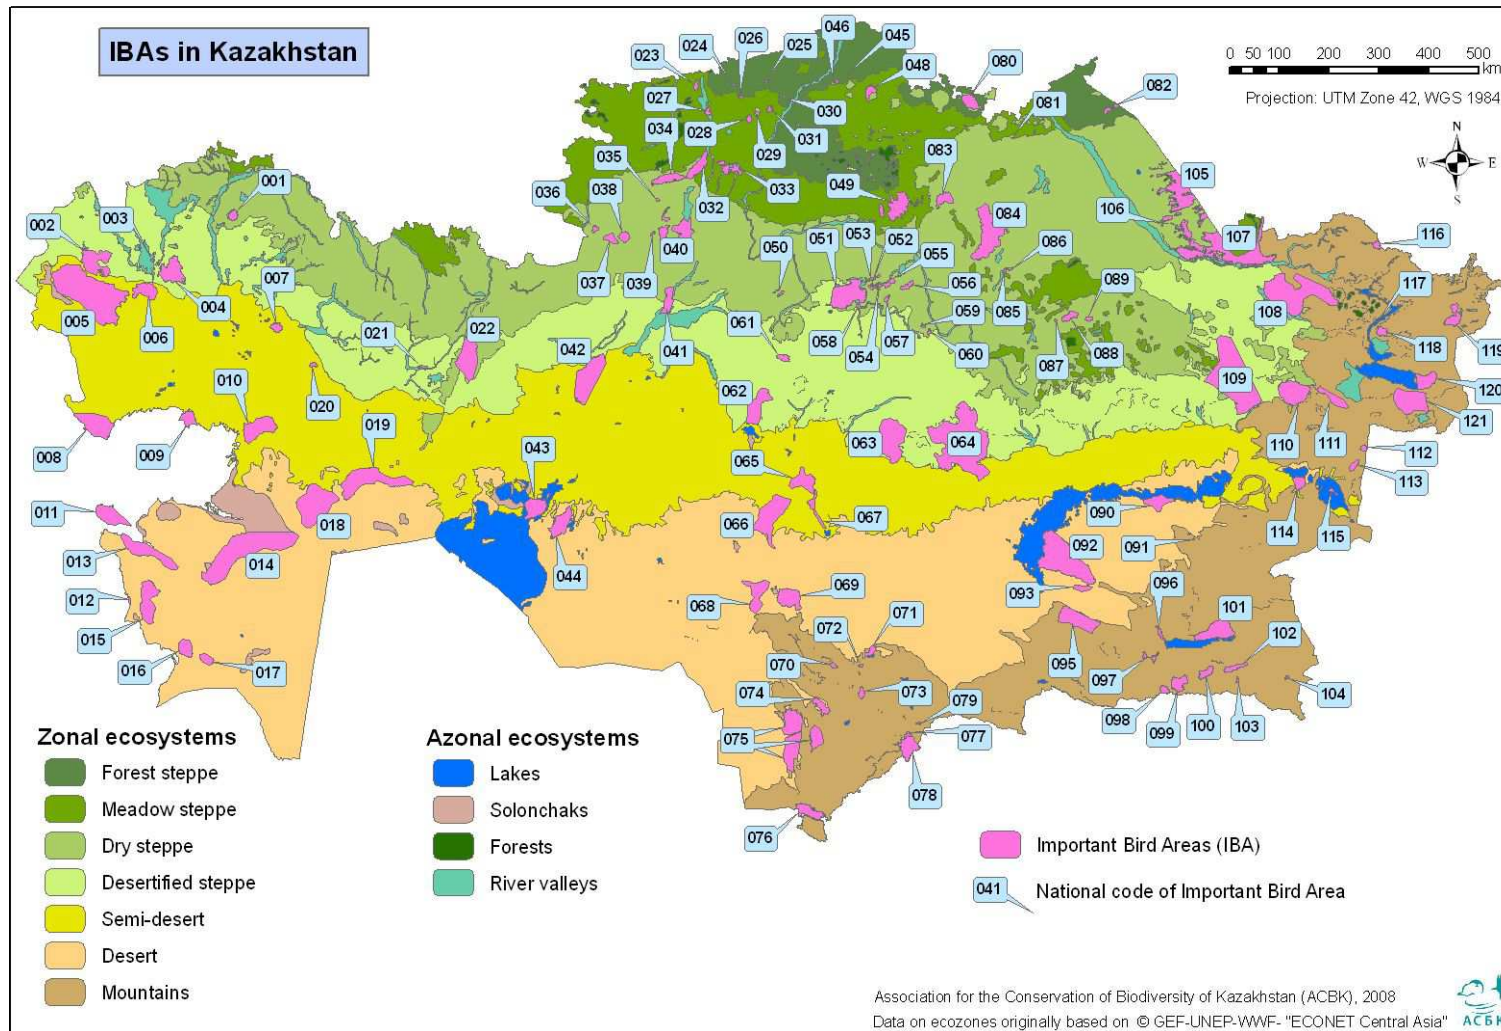 IBAs in Kazakhstan
0 50 100 200 300 400 500
km
Projection: UTM Zone 42, WGS 1984
N
W E
S
046
026 025 045
024
023 048 080
082
027 081
030
034 028 031
029
035 083
033 105
001 036 038 049
032 106
003 084
002 053 052 107 116
051
040 050 055 086
007 037 039 089 117
056
004 021 022 085 108
005 006 061 059
058 057
042 041 054 060 118
087 088 119
010 109
062 120
020
019 121
063 064 110 111
008 009 112
043 065 113
011 090
018 066 067 114 115
013 014 092 091
044
012 093 096 101
068 069 071
015 072 102
095
016 017 070 097
073 104
074 079 098
100 103
075 077 099
078
076
Zonal ecosystems
Forest steppe
Meadow steppe
Dry steppe
Desertified steppe
Semi-desert
Desert
Mountains
Azonal ecosystems
Lakes
Solonchaks
Forests
River valleys
Important Bird Areas (IBA)
041 National code of Important Bird Area
Association for the Conservation of Biodiversity of Kazakhstan (ACBK), 2008
Data on ecozones originally based on © GEF-UNEP-WWF- "ECONET Central Asia"
АСБК